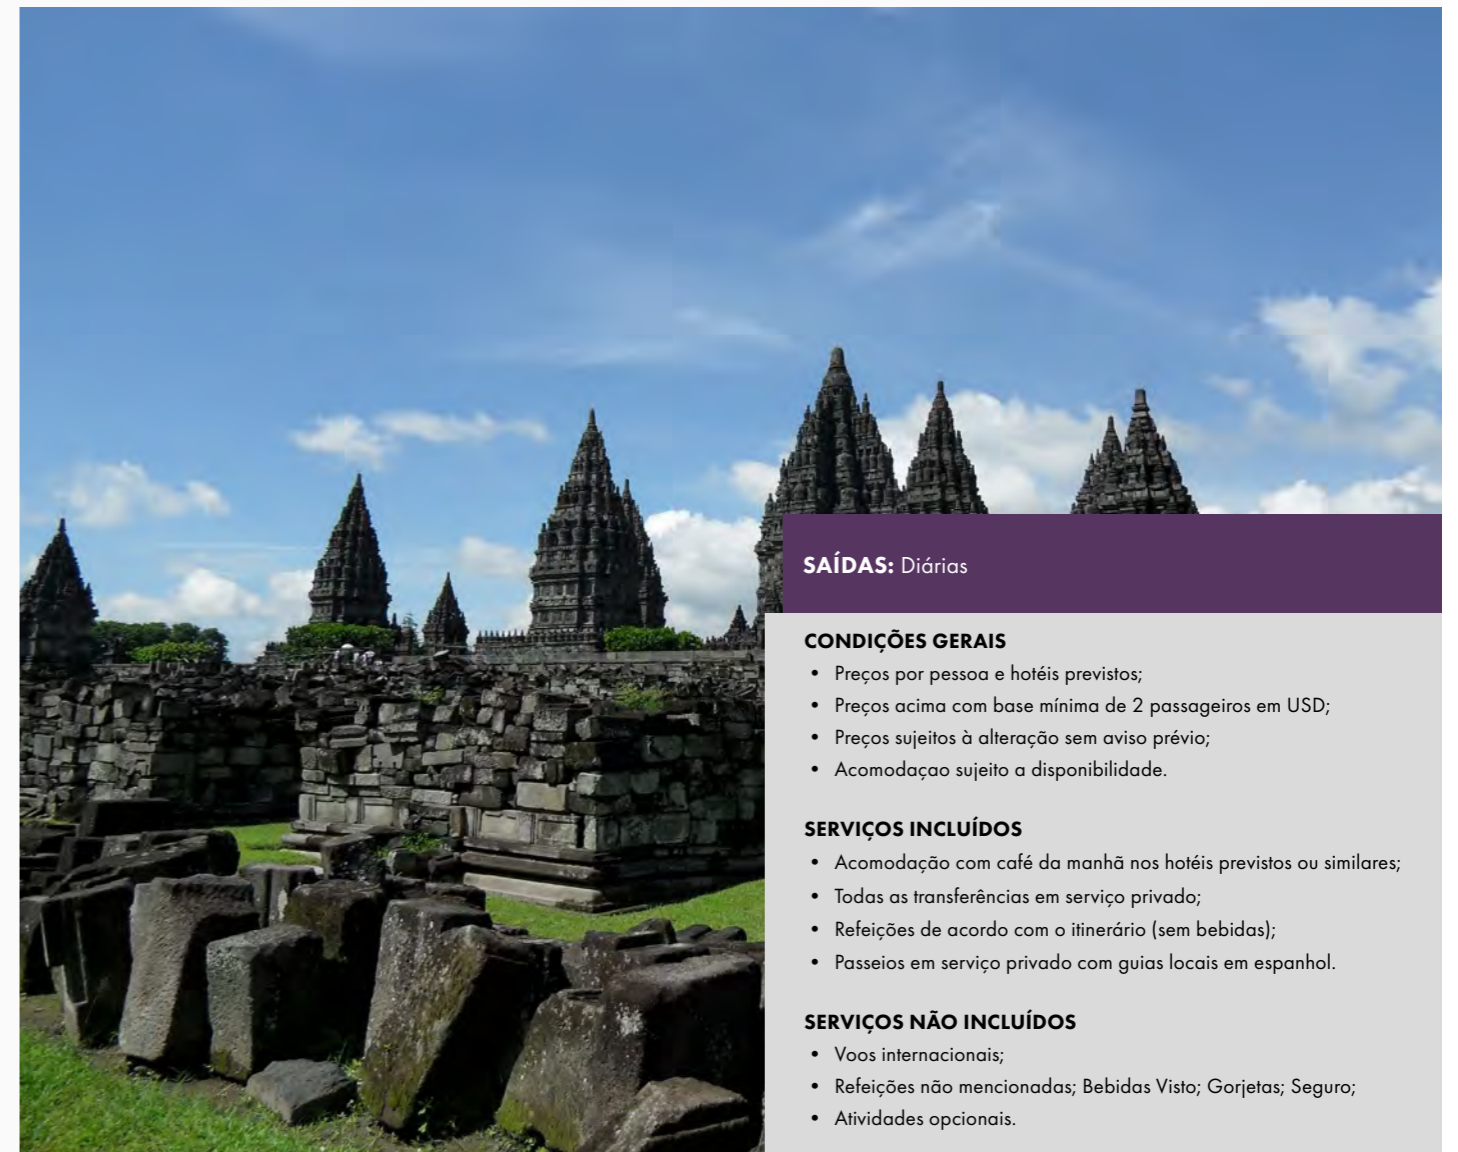 SAÍDAS: Diárias
CONDIÇÕES GERAIS
• Preços por pessoa e hotéis previstos;
• Preços acima com base mínima de 2 passageiros em USD;
• Preços sujeitos à alteração sem aviso prévio;
• Acomodaçao sujeito a disponibilidade.
SERVIÇOS INCLUÍDOS
• Acomodação com café da manhã nos hotéis previstos ou similares;
• Todas as transferências em serviço privado;
• Refeições de acordo com o itinerário (sem bebidas);
• Passeios em serviço privado com guias locais em espanhol.
SERVIÇOS NÃO INCLUÍDOS
• Voos internacionais;
• Refeições não mencionadas; Bebidas Visto; Gorjetas; Seguro;
• Atividades opcionais.